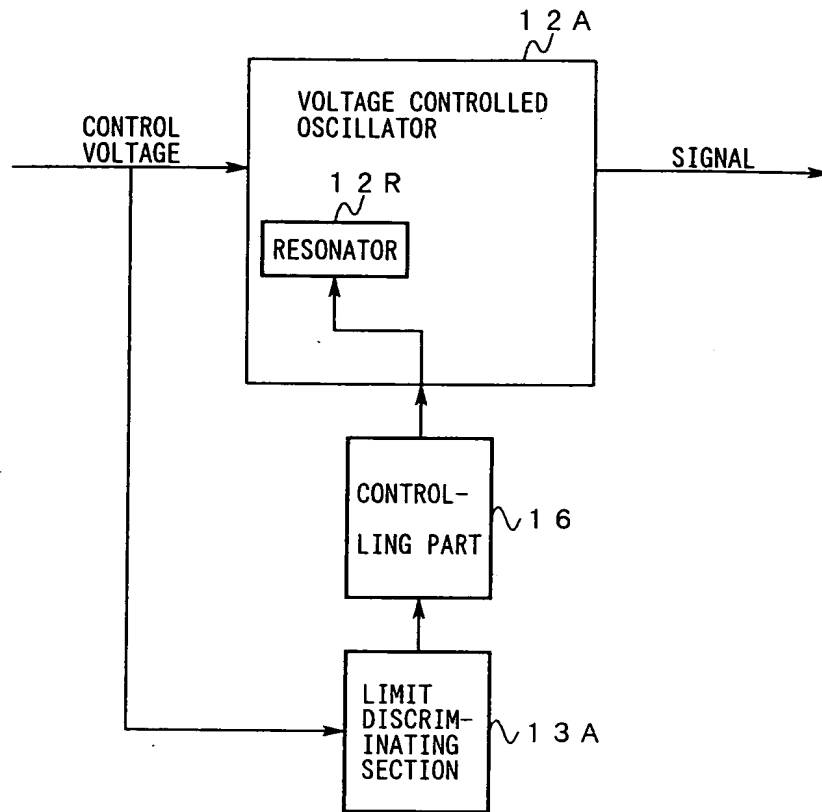 12A
VOLTAGE CONTROLLED
OSCILLATOR
CONTROL
VOLTAGE
SIGNAL
12R
RESONATOR
CONTROL-
LING PART
16
LIMIT
DISCRIM-
INATING
SECTION
13A